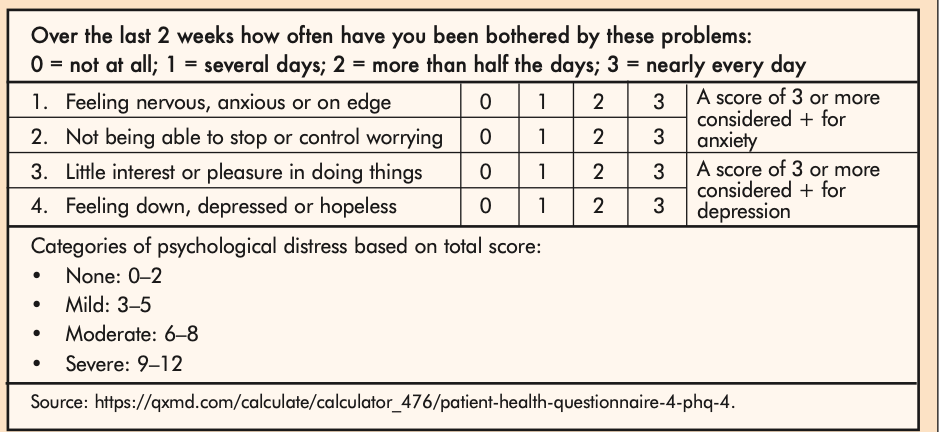 Over the last 2 weeks how often have you been bothered by these problems:
0 = not at all; 1 = several days; 2 = more than half the days; 3 = nearly every day
1. Feeling nervous, anxious or on edge 0 1 2 3
2. Not being able to stop or control worrying 0 1 2 3
A score of 3 or more
considered + for
anxiety
3. Little interest or pleasure in doing things 0 1 2 3
4. Feeling down, depressed or hopeless 0 1 2 3
A score of 3 or more
considered + for
depression
Categories of psychological distress based on total score:
• None: 0–2
• Mild: 3–5
• Moderate: 6–8
• Severe: 9–12
Source: https://qxmd.com/calculate/calculator_476/patient-health-questionnaire-4-phq-4.